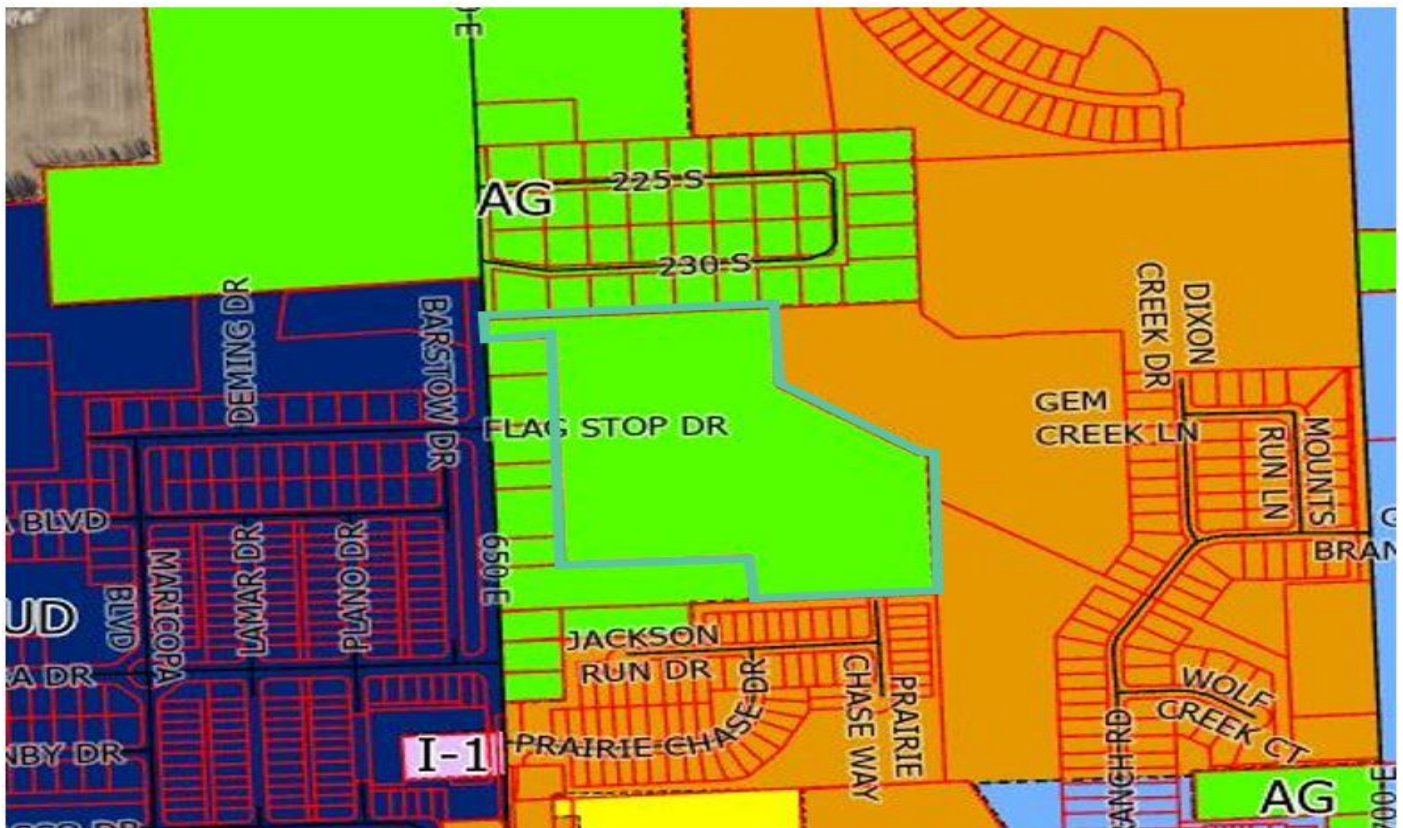 E
225 S
AG
230 S
DEMING DR
BARSTOW DR
CREEK DR
DIXON
GEM
CREEK LN
FLAG STOP DR
MOUNTS
RUN LN
BLVD
G
BRAN
650 E
MARICOPA
BLVD
LAMAR DR
PLANO DR
UD
JACKSON
RUN DR
A DR
CHASE DR
CHASE WAY
PRAIRIE
WOLF
CREEK CT
I-1
PRAIRIE
NBY DR
RANCH RD
AG
700 E
DR